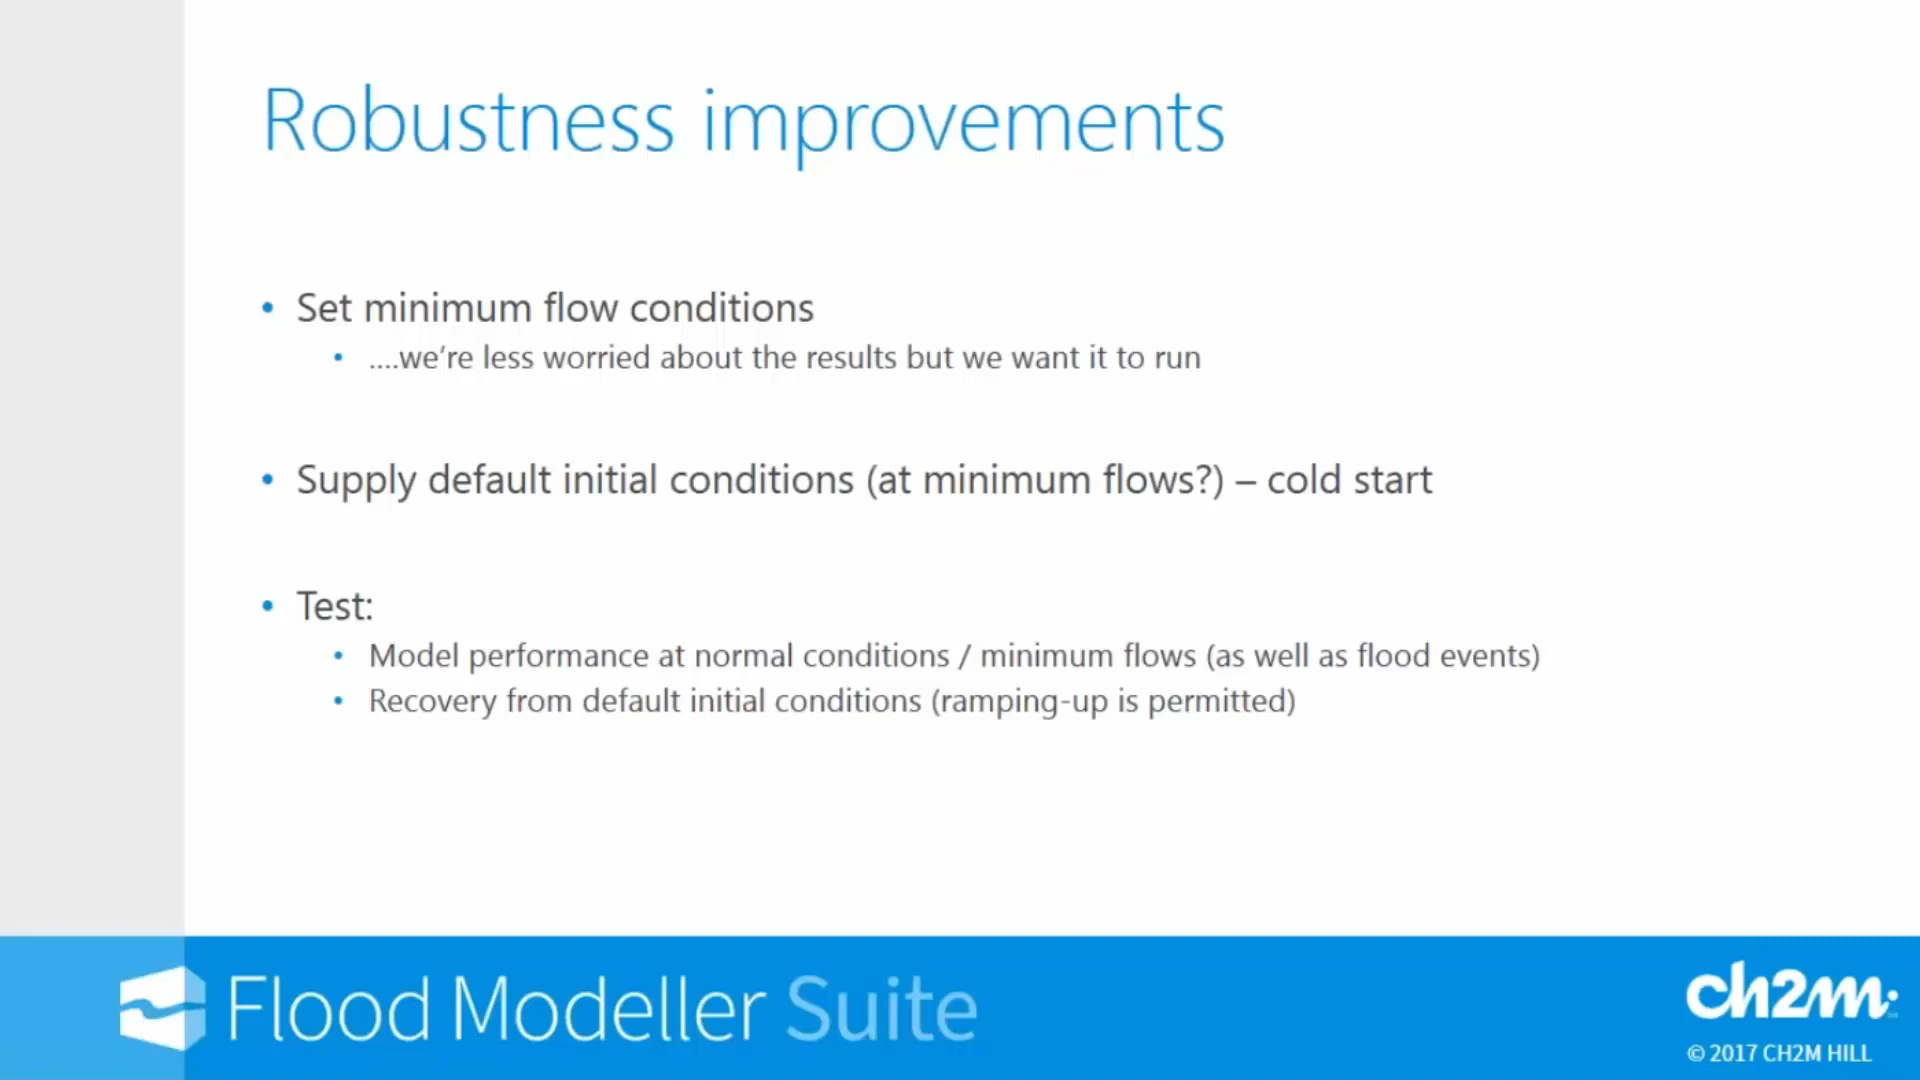 Robustness improvements
• Set minimum flow conditions
• ....we're less worried about the results but we want it to run
• Supply default initial conditions (at minimum flows?) – cold start
• Test:
• Model performance at normal conditions / minimum flows (as well as flood events)
• Recovery from default initial conditions (ramping-up is permitted)
Flood Modeller Suite
ch2m:
© 2017 CH2M HILL